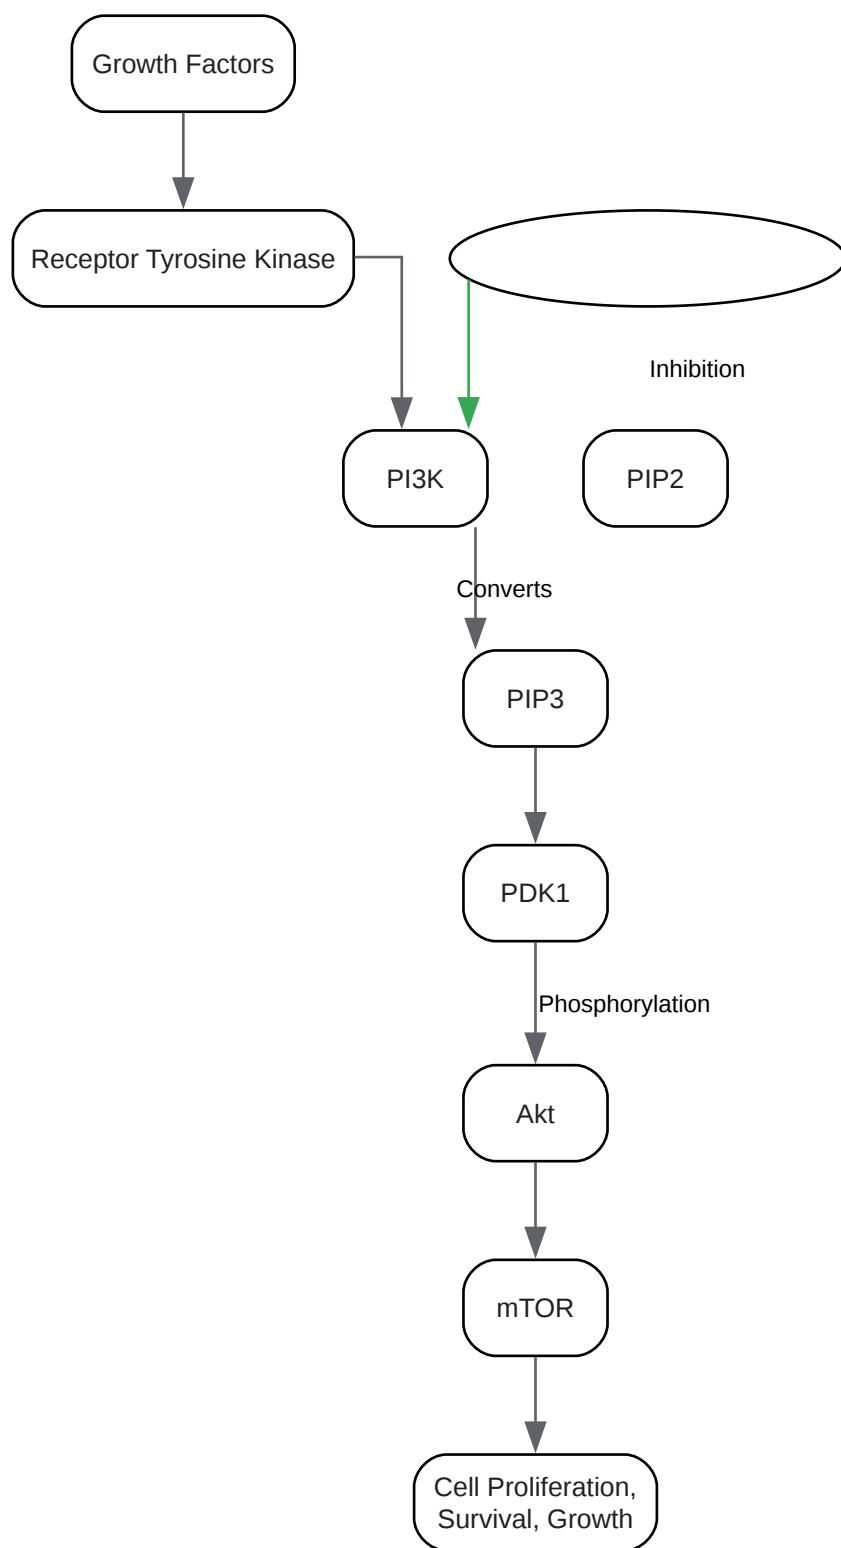 Growth Factors
Receptor Tyrosine Kinase
Inhibition
PI3K
PIP2
Converts
PIP3
PDK1
Phosphorylation
Akt
mTOR
Cell Proliferation,
Survival, Growth